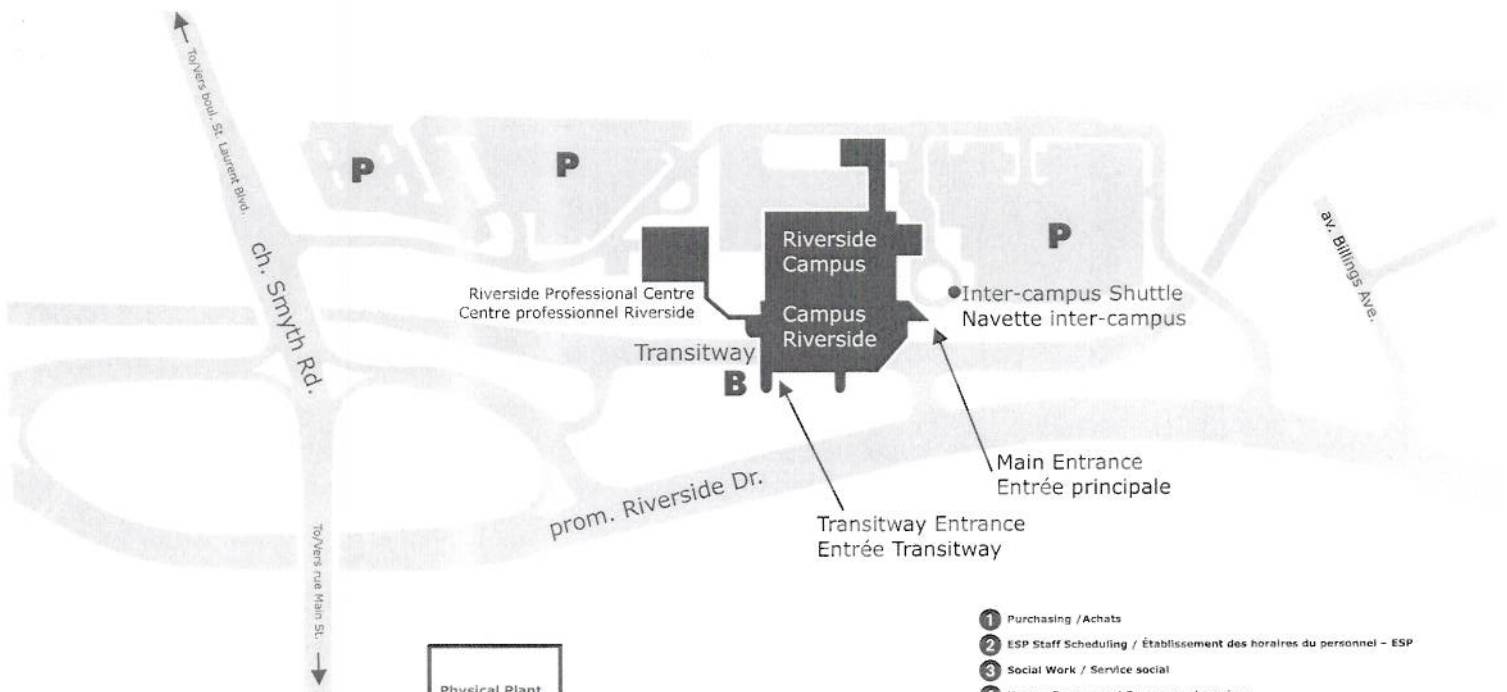 To/Vers boul. St. Laurent Blvd.
P
P
ch. Smyth Rd.
Riverside
Campus
P
av. Billings Ave.
Riverside Professional Centre
Centre professionnel Riverside
Campus
Riverside
Inter-campus Shuttle
Navette inter-campus
Transitway
B
Main Entrance
Entrée principale
prom. Riverside Dr.
Transitway Entrance
Entrée Transitway
To/Vers rue Main St.
1 Purchasing /Achats
2 ESP Staff Scheduling / Établissement des horaires du personnel – ESP
3 Social Work / Service social
Physical Plant